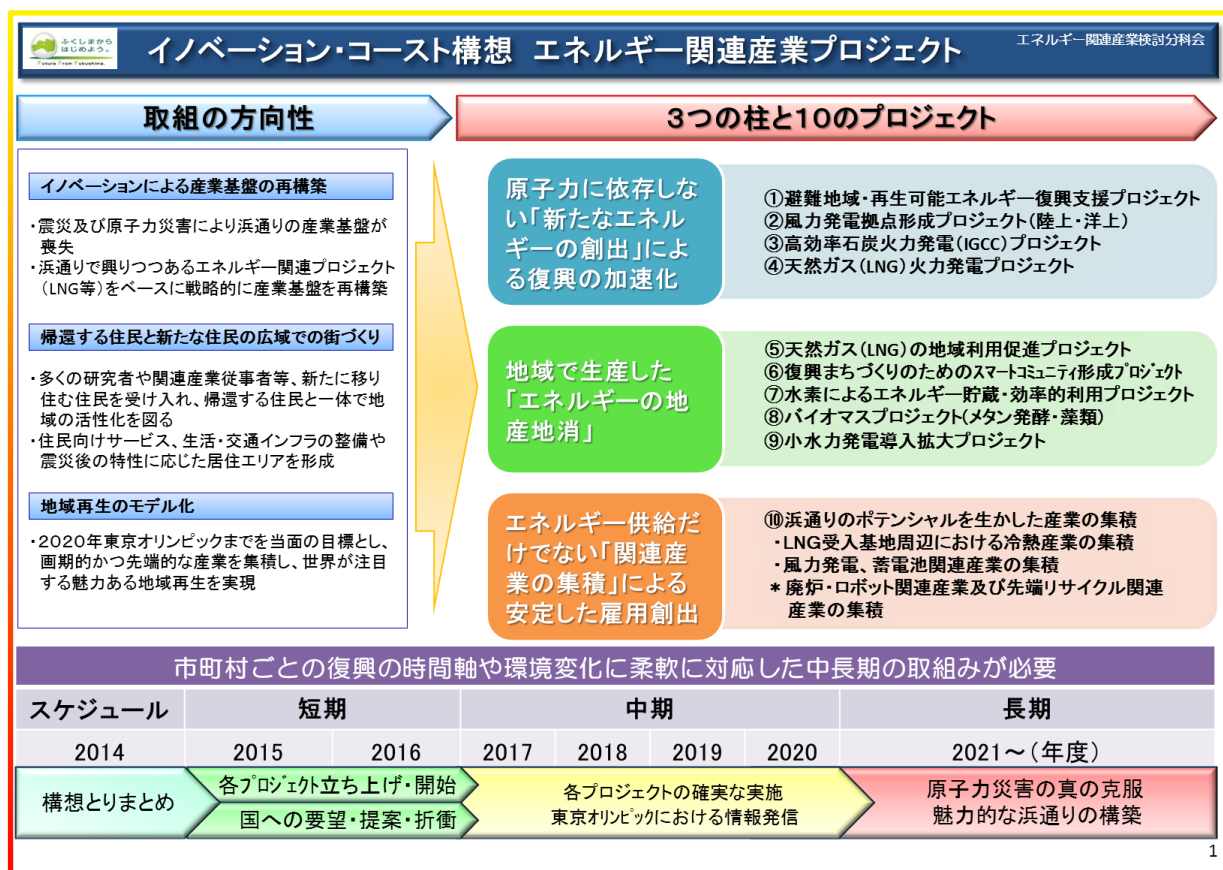 ふくしまから
はじめよう。
Future From Fukushima.
イノベーション・コースト構想 エネルギー関連産業プロジェクト
エネルギー関連産業検討分科会
取組の方向性
3つの柱と10のプロジェクト
イノベーションによる産業基盤の再構築
・震災及び原子力災害により浜通りの産業基盤が
喪失
・浜通りで興りつつあるエネルギー関連プロジェクト
(LNG等)をベースに戦略的に産業基盤を再構築
帰還する住民と新たな住民の広域での街づくり
・多くの研究者や関連産業従事者等、新たに移り
住む住民を受け入れ、帰還する住民と一体で地
域の活性化を図る
・住民向けサービス、生活・交通インフラの整備や
震災後の特性に応じた居住エリアを形成
地域再生のモデル化
・2020年東京オリンピックまでを当面の目標とし、
画期的かつ先端的な産業を集積し、世界が注目
する魅力ある地域再生を実現
原子力に依存しな
い「新たなエネル
ギーの創出」によ
る復興の加速化
①避難地域・再生可能エネルギー復興支援プロジェクト
②風力発電拠点形成プロジェクト(陸上・洋上)
③高効率石炭火力発電(IGCC)プロジェクト
④天然ガス(LNG)火力発電プロジェクト
地域で生産した
「エネルギーの地
産地消」
⑤天然ガス(LNG)の地域利用促進プロジェクト
⑥復興まちづくりのためのスマートコミュニティ形成プロジェクト
⑦水素によるエネルギー貯蔵・効率的利用プロジェクト
⑧バイオマスプロジェクト(メタン発酵・藻類)
⑨小水力発電導入拡大プロジェクト
エネルギー供給だ
けでない「関連産
業の集積」による
安定した雇用創出
⑩浜通りのポテンシャルを生かした産業の集積
・LNG受入基地周辺における冷熱産業の集積
・風力発電、蓄電池関連産業の集積
*廃炉・ロボット関連産業及び先端リサイクル関連
産業の集積
市町村ごとの復興の時間軸や環境変化に柔軟に対応した中長期の取組みが必要
スケジュール 短期 中期 長期
2014 2015 2016 2017 2018 2019 2020 2021～(年度)
構想とりまとめ
各プロジェクト立ち上げ・開始
国への要望・提案・折衝
各プロジェクトの確実な実施
東京オリンピックにおける情報発信
原子力災害の真の克服
魅力的な浜通りの構築
1